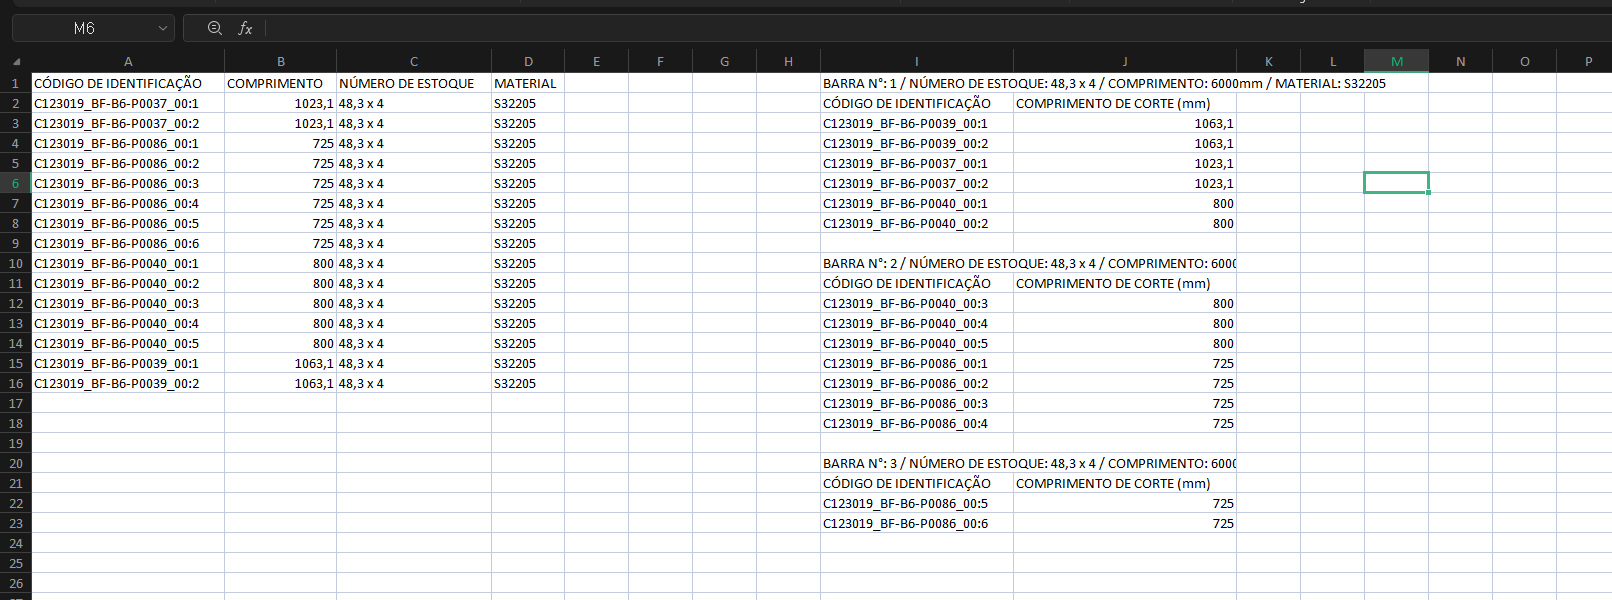 M6 fx
A B C D E F G H I J K L M N O P
1 CÓDIGO DE IDENTIFICAÇÃO COMPRIMENTO NÚMERO DE ESTOQUE MATERIAL BARRA N°: 1 / NÚMERO DE ESTOQUE: 48,3 x 4 / COMPRIMENTO: 6000mm / MATERIAL: S32205
2 C123019_BF-B6-P0037_00:1 1023,1 48,3 x 4 S32205 CÓDIGO DE IDENTIFICAÇÃO COMPRIMENTO DE CORTE (mm)
3 C123019_BF-B6-P0037_00:2 1023,1 48,3 x 4 S32205 C123019_BF-B6-P0039_00:1 1063,1
4 C123019_BF-B6-P0086_00:1 725 48,3 x 4 S32205 C123019_BF-B6-P0039_00:2 1063,1
5 C123019_BF-B6-P0086_00:2 725 48,3 x 4 S32205 C123019_BF-B6-P0037_00:1 1023,1
6 C123019_BF-B6-P0086_00:3 725 48,3 x 4 S32205 C123019_BF-B6-P0037_00:2 1023,1
7 C123019_BF-B6-P0086_00:4 725 48,3 x 4 S32205 C123019_BF-B6-P0040_00:1 800
8 C123019_BF-B6-P0086_00:5 725 48,3 x 4 S32205 C123019_BF-B6-P0040_00:2 800
9 C123019_BF-B6-P0086_00:6 725 48,3 x 4 S32205
10 C123019_BF-B6-P0040_00:1 800 48,3 x 4 S32205 BARRA N°: 2 / NÚMERO DE ESTOQUE: 48,3 x 4 / COMPRIMENTO: 600
11 C123019_BF-B6-P0040_00:2 800 48,3 x 4 S32205 CÓDIGO DE IDENTIFICAÇÃO COMPRIMENTO DE CORTE (mm)
12 C123019_BF-B6-P0040_00:3 800 48,3 x 4 S32205 C123019_BF-B6-P0040_00:3 800
13 C123019_BF-B6-P0040_00:4 800 48,3 x 4 S32205 C123019_BF-B6-P0040_00:4 800
14 C123019_BF-B6-P0040_00:5 800 48,3 x 4 S32205 C123019_BF-B6-P0040_00:5 800
15 C123019_BF-B6-P0039_00:1 1063,1 48,3 x 4 S32205 C123019_BF-B6-P0086_00:1 725
16 C123019_BF-B6-P0039_00:2 1063,1 48,3 x 4 S32205 C123019_BF-B6-P0086_00:2 725
17 C123019_BF-B6-P0086_00:3 725
18 C123019_BF-B6-P0086_00:4 725
19
20 BARRA N°: 3 / NÚMERO DE ESTOQUE: 48,3 x 4 / COMPRIMENTO: 600
21 CÓDIGO DE IDENTIFICAÇÃO COMPRIMENTO DE CORTE (mm)
22 C123019_BF-B6-P0086_00:5 725
23 C123019_BF-B6-P0086_00:6 725
24
25
26